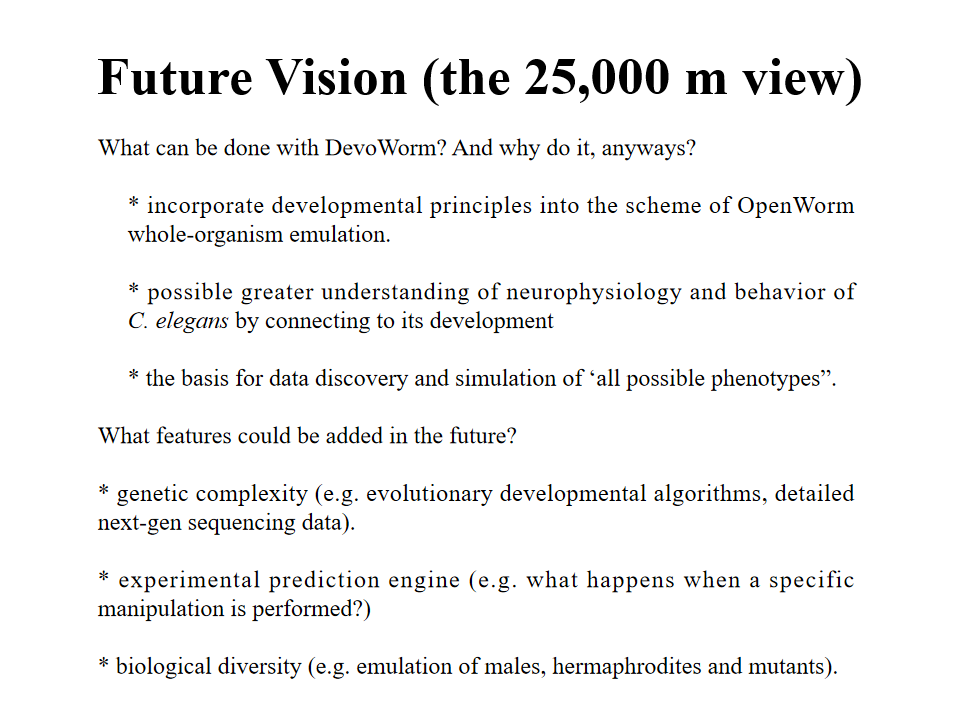 Future Vision (the 25,000 m view)
What can be done with DevoWorm? And why do it, anyways?
* incorporate developmental principles into the scheme of OpenWorm
whole-organism emulation.
* possible greater understanding of neurophysiology and behavior of
C. elegans by connecting to its development
* the basis for data discovery and simulation of ‘all possible phenotypes”.
What features could be added in the future?
* genetic complexity (e.g. evolutionary developmental algorithms, detailed
next-gen sequencing data).
* experimental prediction engine (e.g. what happens when a specific
manipulation is performed?)
* biological diversity (e.g. emulation of males, hermaphrodites and mutants).